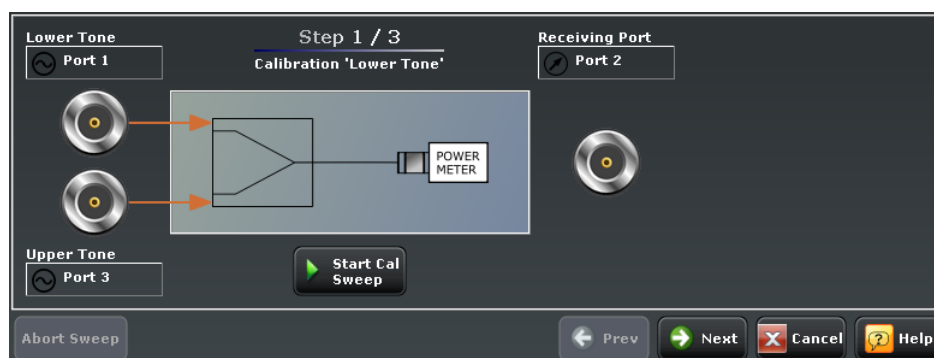 Lower Tone
Port 1
Step 1 / 3
Calibration 'Lower Tone'
Receiving Port
Port 2
POWER
METER
Upper Tone
Port 3
Start Cal
Sweep
Abort Sweep
Prev
Next
Cancel
Help